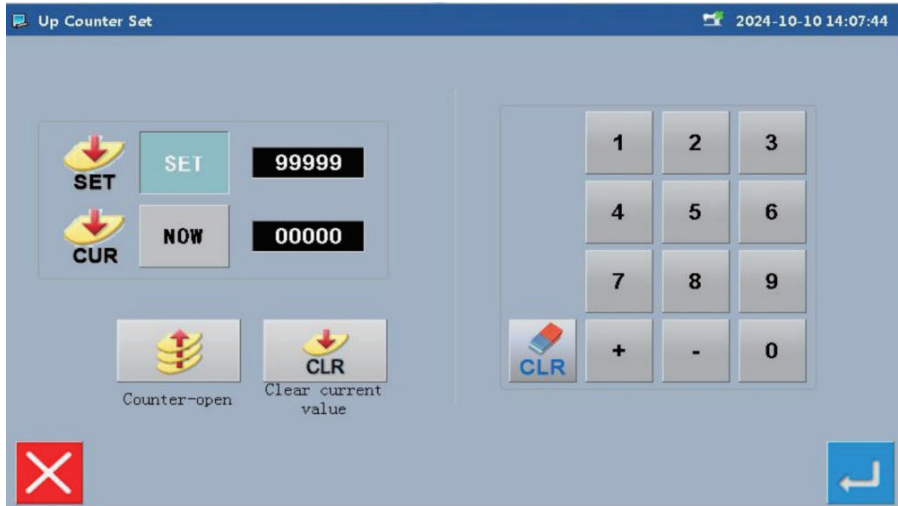 Up Counter Set
2024-10-10 14:07:44
SET
SET
99999
CUR
NOW
00000
Counter-open
CLR
Clear current
value
1 2 3
4 5 6
7 8 9
CLR + - 0